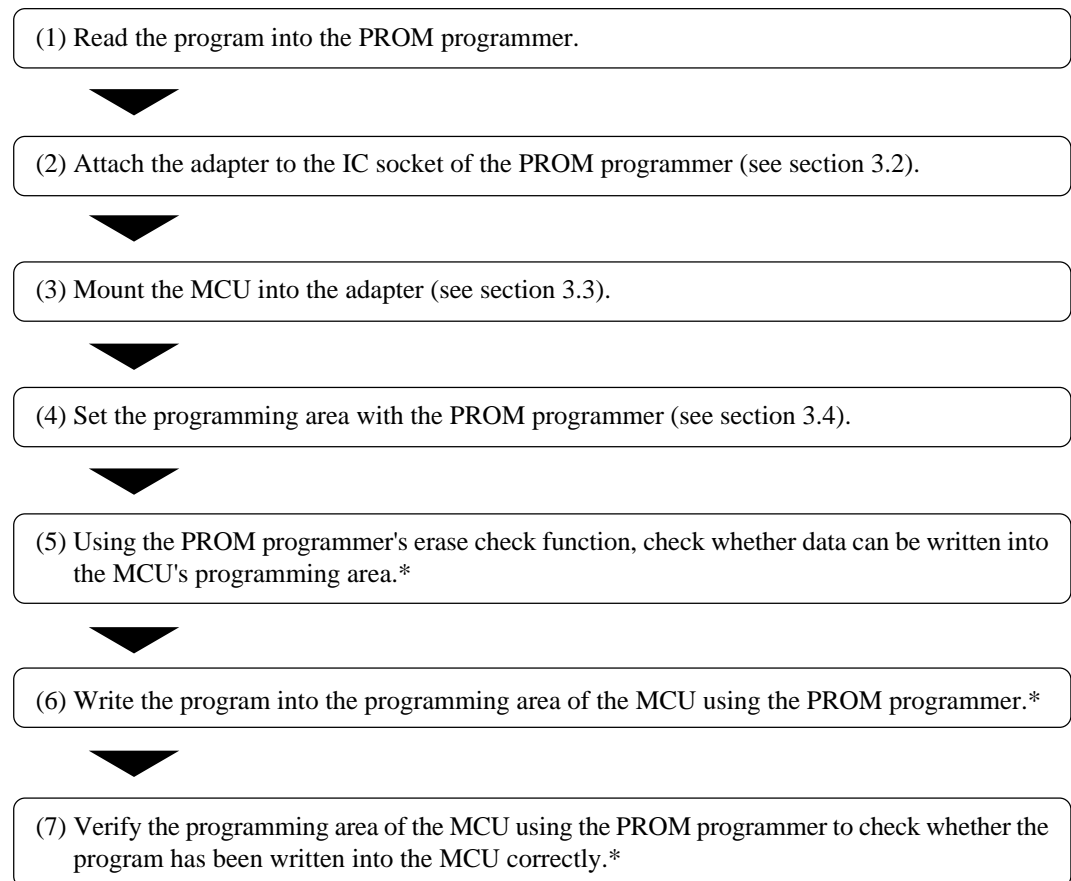 (1) Read the program into the PROM programmer.
(2) Attach the adapter to the IC socket of the PROM programmer (see section 3.2).
(3) Mount the MCU into the adapter (see section 3.3).
(4) Set the programming area with the PROM programmer (see section 3.4).
(5) Using the PROM programmer's erase check function, check whether data can be written into
the MCU's programming area.*
(6) Write the program into the programming area of the MCU using the PROM programmer.*
(7) Verify the programming area of the MCU using the PROM programmer to check whether the
program has been written into the MCU correctly.*